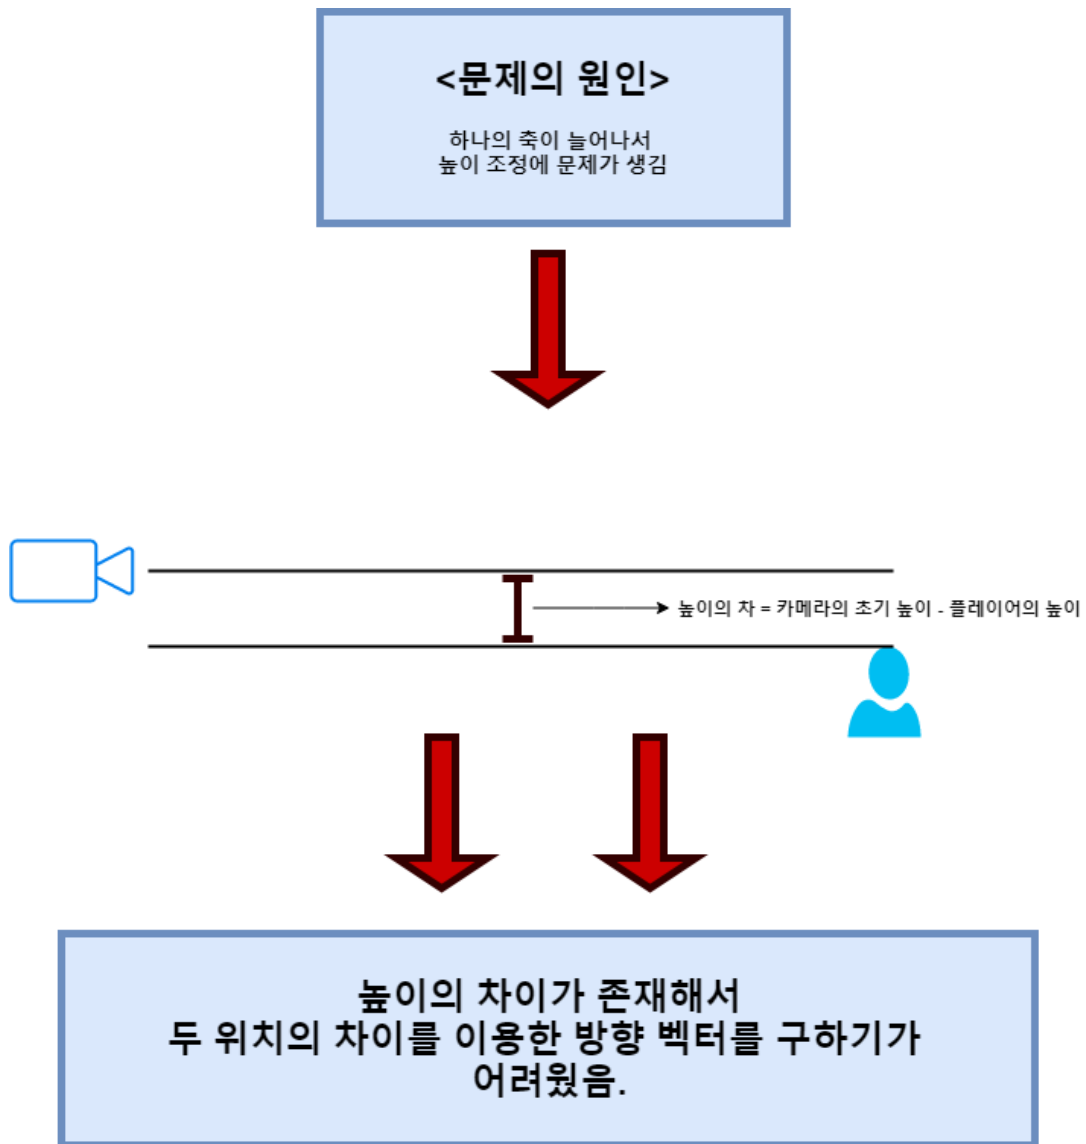 <문제의 원인>
하나의 축이 늘어나서
높이 조정에 문제가 생김
높이의 차 = 카메라의 초기 높이 - 플레이어의 높이
높이의 차이가 존재해서
두 위치의 차이를 이용한 방향 벡터를 구하기가
어려웠음.